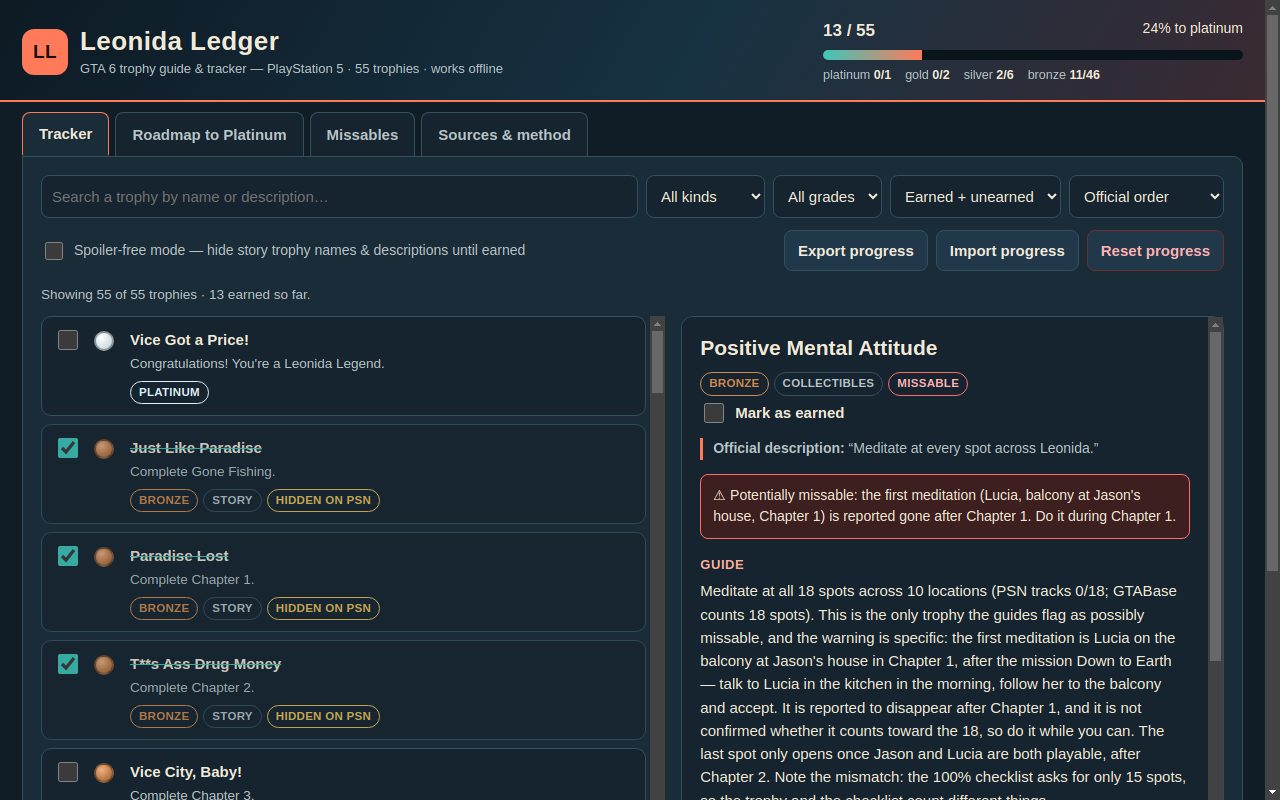 LL
Leonida Ledger
GTA 6 trophy guide & tracker — PlayStation 5 · 55 trophies · works offline
13 / 55
24% to platinum
platinum 0/1 gold 0/2 silver 2/6 bronze 11/46
Tracker
Roadmap to Platinum
Missables
Sources & method
Search a trophy by name or description…
All kinds
All grades
Earned + unearned
Official order
Spoiler-free mode — hide story trophy names & descriptions until earned
Export progress
Import progress
Reset progress
Showing 55 of 55 trophies · 13 earned so far.
Vice Got a Price!
Congratulations! You're a Leonida Legend.
PLATINUM
Just Like Paradise
Complete Gone Fishing.
BRONZE STORY HIDDEN ON PSN
Paradise Lost
Complete Chapter 1.
BRONZE STORY HIDDEN ON PSN
T**s Ass Drug Money
Complete Chapter 2.
BRONZE STORY HIDDEN ON PSN
Vice City, Baby!
Complete Chapter 3.
Positive Mental Attitude
BRONZE COLLECTIBLES MISSABLE
Mark as earned
Official description: “Meditate at every spot across Leonida.”
⚠ Potentially missable: the first meditation (Lucia, balcony at Jason's
house, Chapter 1) is reported gone after Chapter 1. Do it during Chapter 1.
GUIDE
Meditate at all 18 spots across 10 locations (PSN tracks 0/18; GTABase
counts 18 spots). This is the only trophy the guides flag as possibly
missable, and the warning is specific: the first meditation is Lucia on the
balcony at Jason's house in Chapter 1, after the mission Down to Earth
— talk to Lucia in the kitchen in the morning, follow her to the balcony
and accept. It is reported to disappear after Chapter 1, and it is not
confirmed whether it counts toward the 18, so do it while you can. The
last spot only opens once Jason and Lucia are both playable, after
Chapter 2. Note the mismatch: the 100% checklist asks for only 15 spots,
so the trophy and the checklist count different things.